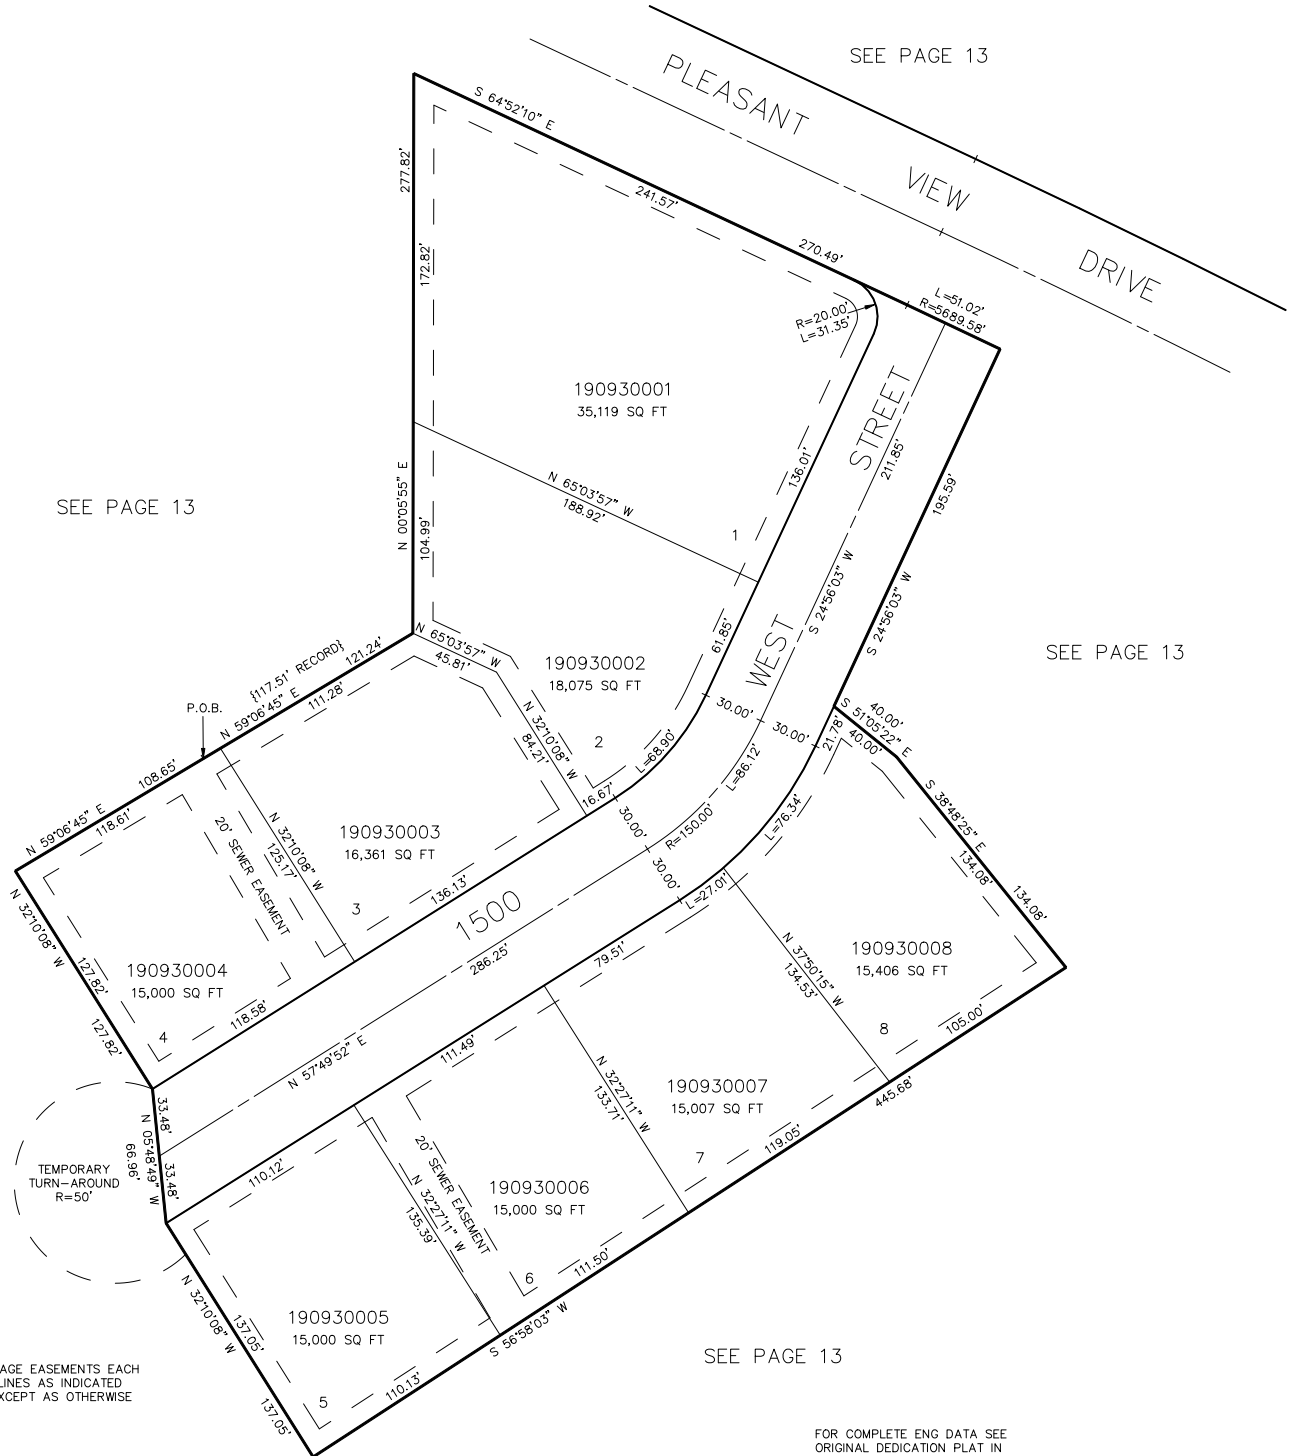 SEE PAGE 13
PLEASANT
VIEW
DRIVE
S 64°52'10" E
277.82'
241.57'
172.82'
270.49'
L=51.02'
R=5689.58'
R=20.00'
L=31.35'
190930001
35,119 SQ FT
STREET
211.85'
136.01'
195.59'
N 65°03'57" W
188.92'
SEE PAGE 13
N 00°05'55" E
104.99'
1
S 24°56'03" W
S 24°56'03" W
61.85'
WEST
SEE PAGE 13
N 65°03'57" W
45.81'
190930002
18,075 SQ FT
{117.51' RECORD}
121.24'
N 59°06'45" E
111.28'
P.O.B.
30.00'
30.00'
21.78'
40.00'
S 51°05'22" E
40.00'
N 32°10'08" W
84.21'
2
L=68.90'
L=86.12'
108.65'
N 59°06'45" E
118.61'
16.67'
30.00'
R=150.00'
L=76.34'
S 38°48'25" E
134.08'
134.08'
20' SEWER EASEMENT
N 32°10'08" W
125.17'
190930003
16,361 SQ FT
30.00'
L=27.01'
136.13'
3
1500
N 32°10'08" W
127.82'
127.82'
190930004
15,000 SQ FT
286.25'
79.51'
N 37°50'15" W
134.53'
190930008
15,406 SQ FT
118.58'
4
8
105.00'
N 57°49'52" E
111.49'
N 32°27'11" W
133.71'
190930007
15,007 SQ FT
445.68'
33.48'
N 05°48'49" W
66.96'
33.48'
TEMPORARY
TURN-AROUND
R=50'
119.05'
7
110.12'
20' SEWER EASEMENT
N 32°27'11" W
135.39'
190930006
15,000 SQ FT
111.50'
6
N 32°10'08" W
137.05'
137.05'
190930005
15,000 SQ FT
S 56°58'03" W
110.13'
5
SEE PAGE 13
AGE EASEMENTS EACH
LINES AS INDICATED
XCEPT AS OTHERWISE
FOR COMPLETE ENG DATA SEE
ORIGINAL DEDICATION PLAT IN